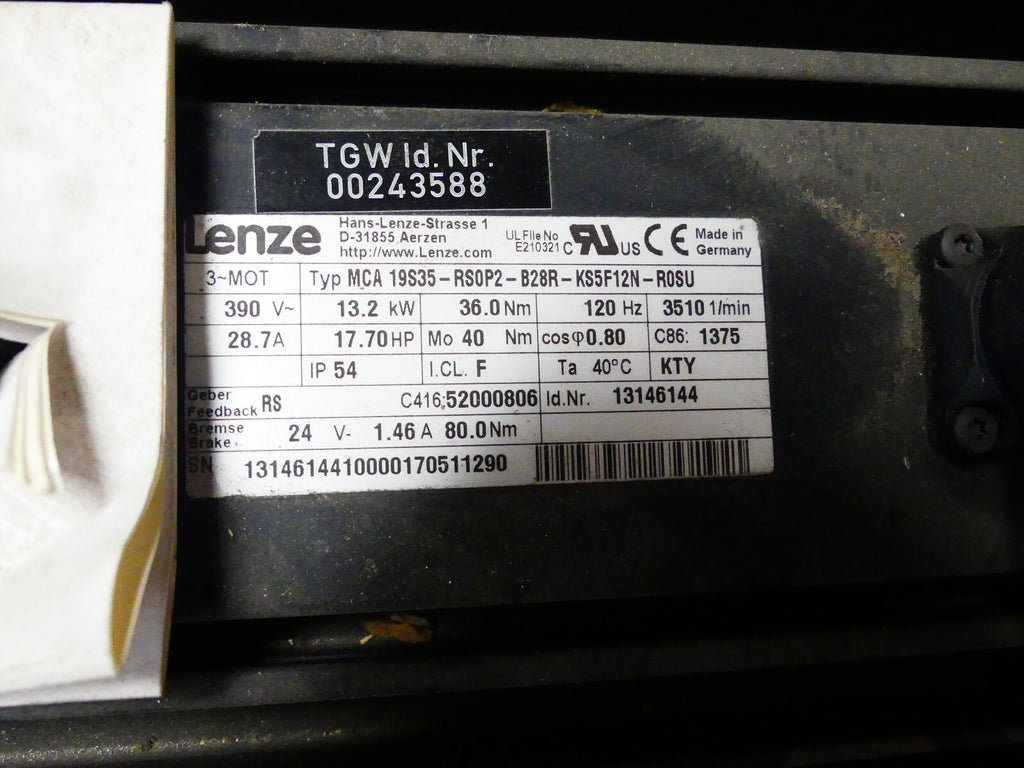 TGW Id. Nr.
00243588
Lenze Hans-Lenze-Strasse 1
D-31855 Aerzen
http://www.Lenze.com
UL File No
E210321 c RU US CE
Made in
Germany
3~MOT Typ MCA 19S35-RS0P2-B28R-KS5F12N-R0SU
390 V~ 13.2 kW 36.0 Nm 120 Hz 3510 1/min
28.7 A 17.70 HP Mo 40 Nm cosφ 0.80 C86: 1375
IP 54 I.CL. F Ta 40°C KTY
Geber
Feedback RS C416:52000806 Id.Nr. 13146144
Bremse
Brake 24 V- 1.46 A 80.0 Nm
SN 1314614410000170511290